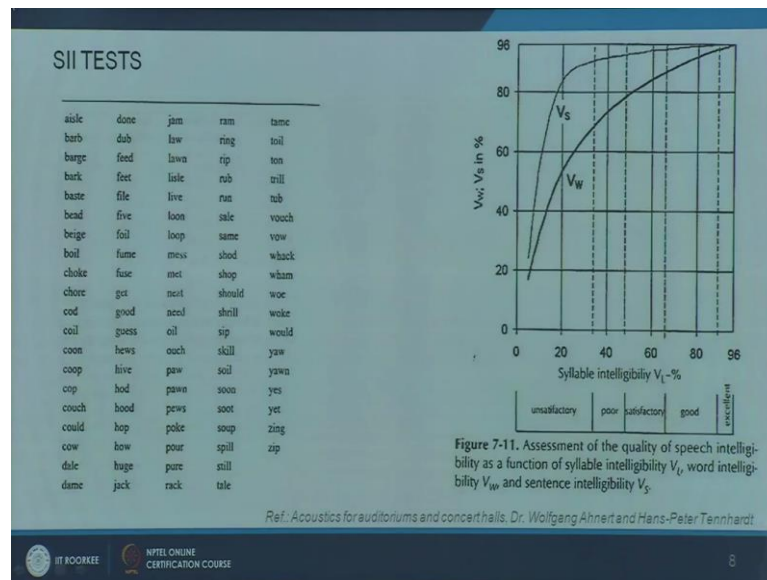 SII TESTS
aisle done jam ram tame
barb dub law ring toil
barge feed lawn rip ton
bark feet lisle rub trill
baste file live run tub
bead five loon sale vouch
beige foil loop same vow
boil fume mess shod whack
choke fuse met shop wham
chore get neat should woe
cod good need shrill woke
coil guess oil sip would
coon hews ouch skill yaw
coop hive paw soil yawn
cop hod pawn soon yes
couch hood pews soot yet
could hop poke soup zing
cow how pour spill zip
dale huge pure still
dame jack rack tale
96
80
60
40
20
0
Vw; Vs in %
VS
VW
0 20 40 60 80 96
Syllable intelligibiliy VL-%
unsatisfactory poor satisfactory good excellent
Figure 7-11. Assessment of the quality of speech intelligi-
bility as a function of syllable intelligibility VL, word intelligi-
bility VW, and sentence intelligibility VS.
Ref.: Acoustics for auditoriums and concert halls, Dr. Wolfgang Ahnert and Hans-Peter Tennhardt
IIT ROORKEE
NPTEL ONLINE
CERTIFICATION COURSE
8